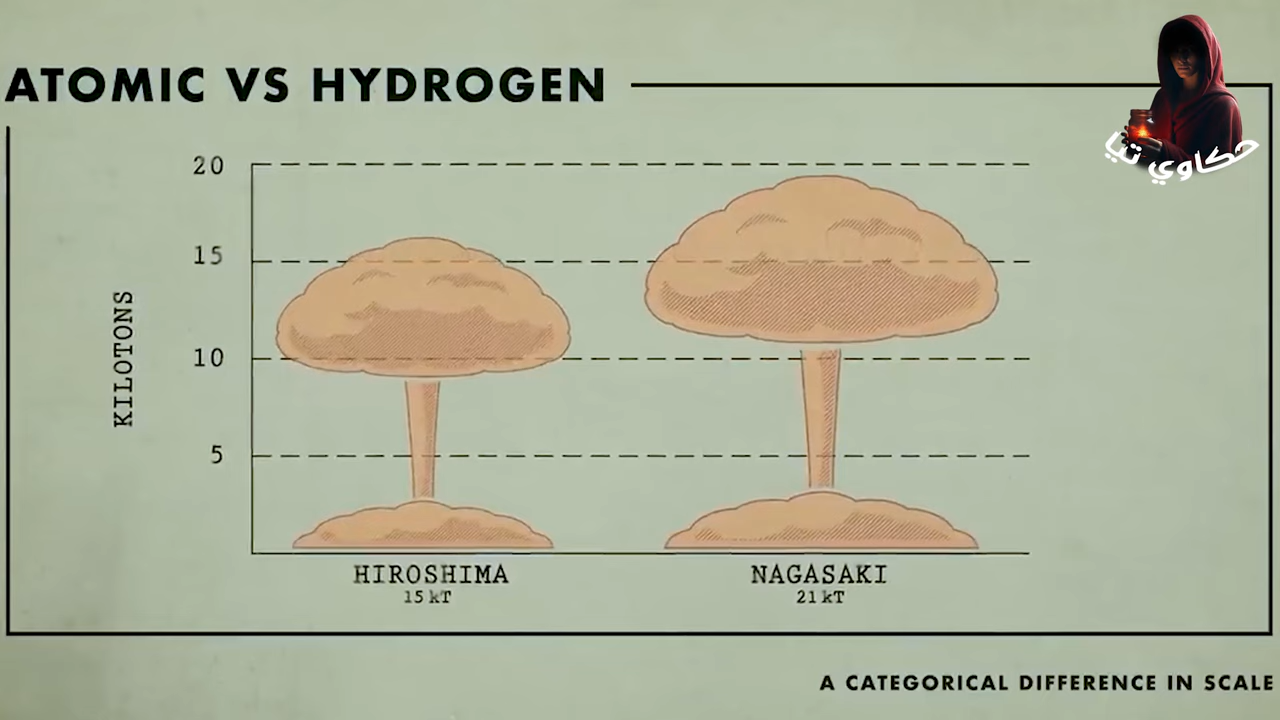 ATOMIC VS HYDROGEN
حكاوي تيا
20
15
10
5
KILOTONS
HIROSHIMA
15 kT
NAGASAKI
21 kT
A CATEGORICAL DIFFERENCE IN SCALE